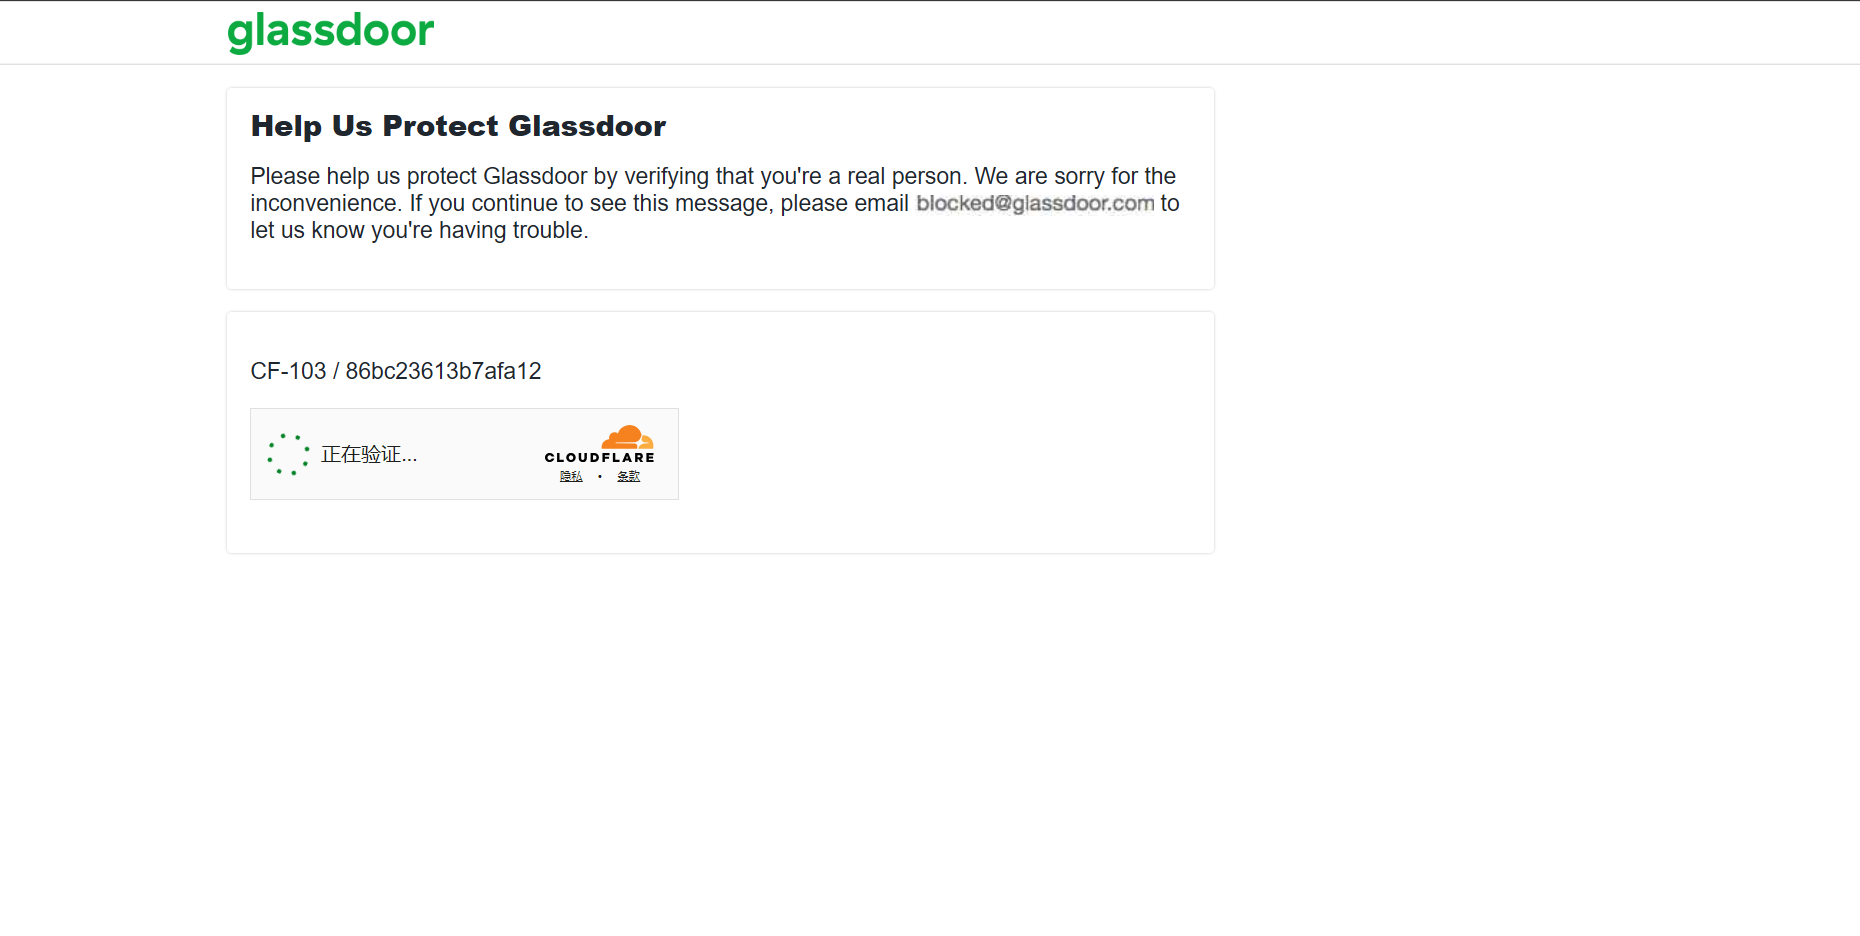 glassdoor
Help Us Protect Glassdoor
Please help us protect Glassdoor by verifying that you're a real person. We are sorry for the
inconvenience. If you continue to see this message, please email blocked@glassdoor.com to
let us know you're having trouble.
CF-103 / 86bc23613b7afa12
正在验证...
CLOUDFLARE
隐私 • 条款